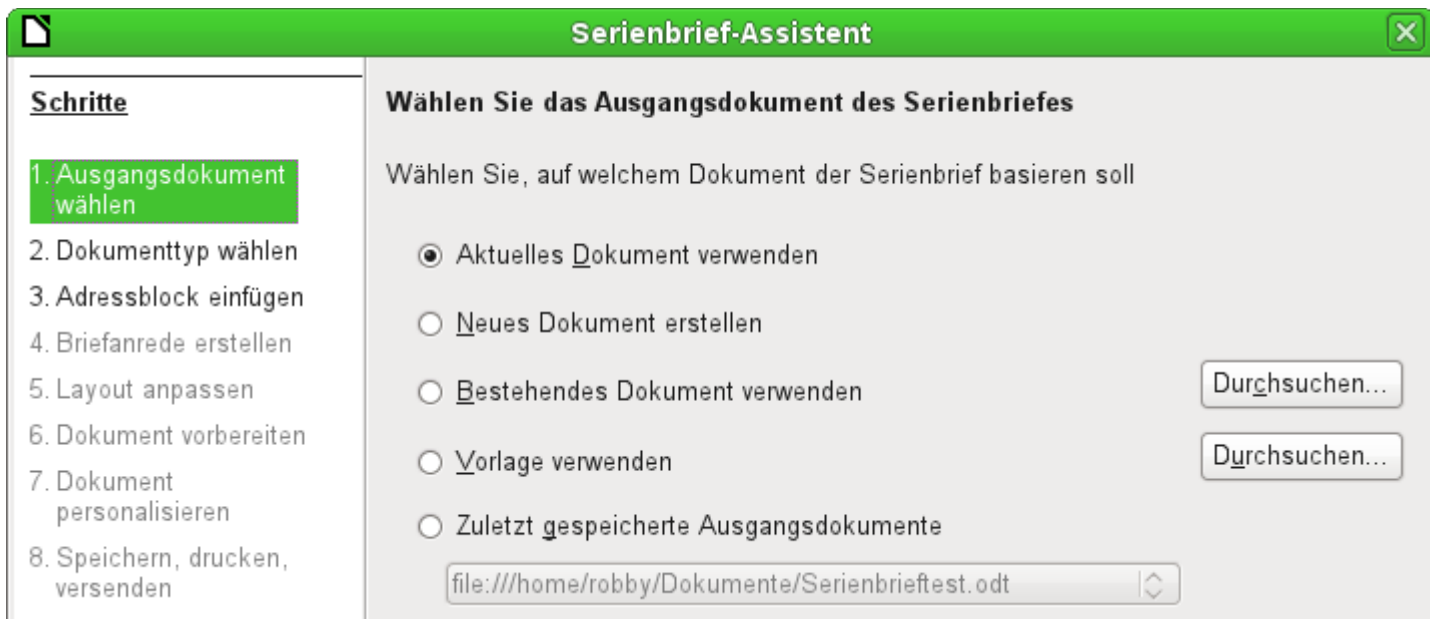 Serienbrief-Assistent
Schritte
1. Ausgangsdokument
wählen
2. Dokumenttyp wählen
3. Adressblock einfügen
4. Briefanrede erstellen
5. Layout anpassen
6. Dokument vorbereiten
7. Dokument
personalisieren
8. Speichern, drucken,
versenden
Wählen Sie das Ausgangsdokument des Serienbriefes
Wählen Sie, auf welchem Dokument der Serienbrief basieren soll
Aktuelles Dokument verwenden
Neues Dokument erstellen
Bestehendes Dokument verwenden
Durchsuchen...
Vorlage verwenden
Durchsuchen...
Zuletzt gespeicherte Ausgangsdokumente
file:///home/robby/Dokumente/Serienbrieftest.odt